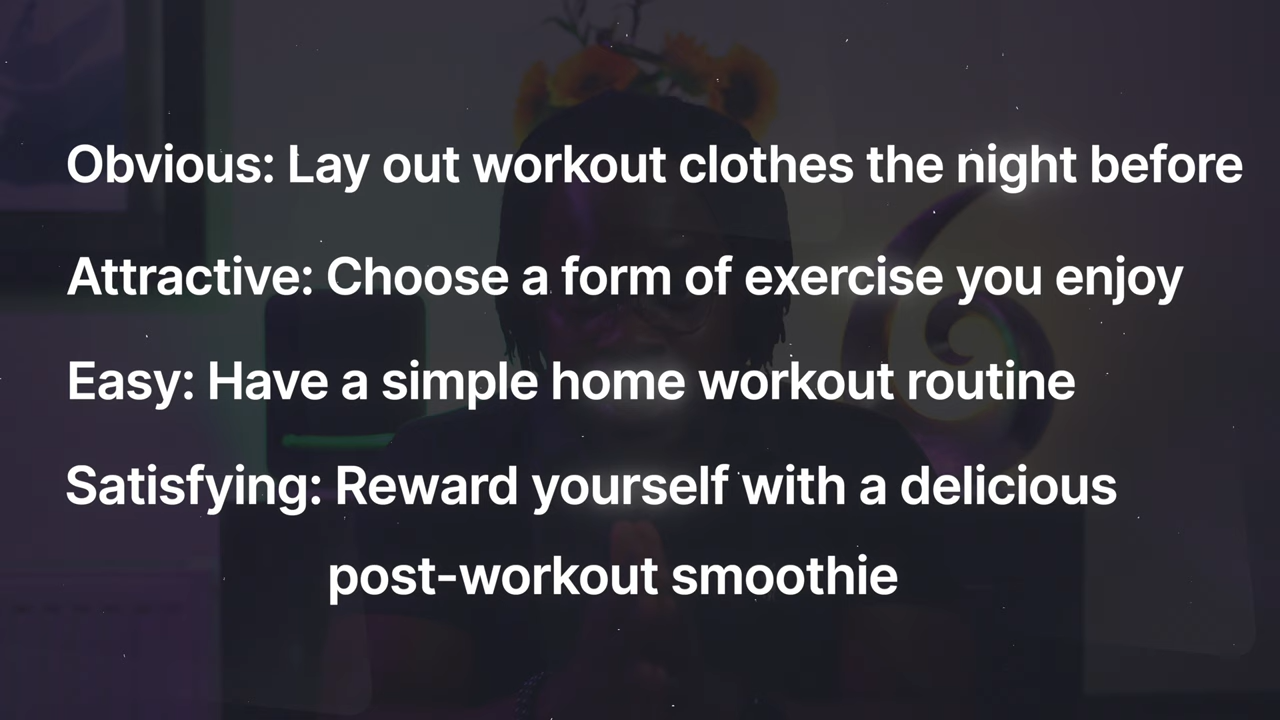 Obvious: Lay out workout clothes the night before
Attractive: Choose a form of exercise you enjoy
Easy: Have a simple home workout routine
Satisfying: Reward yourself with a delicious
post-workout smoothie